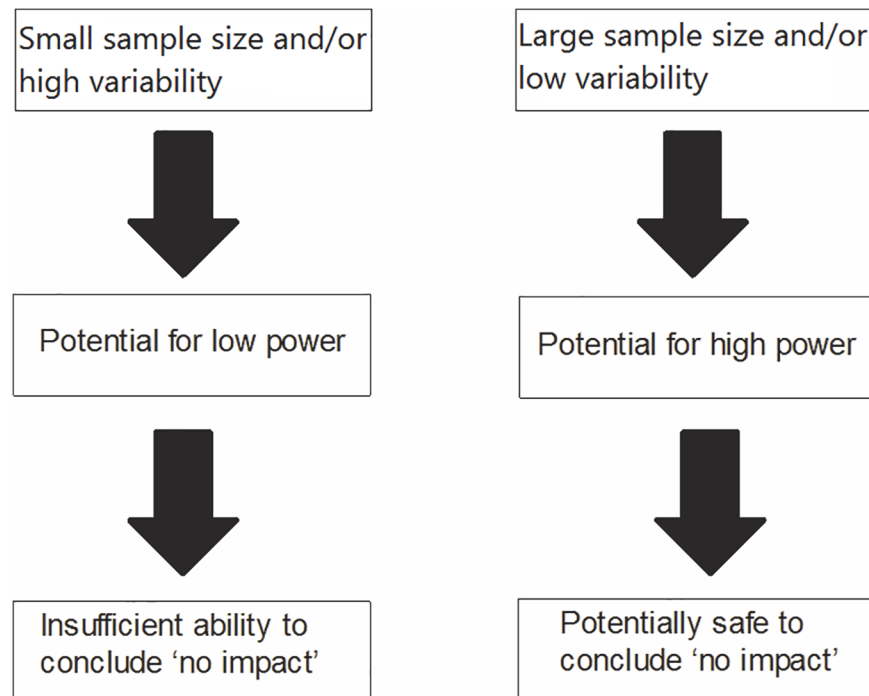 Small sample size and/or
high variability
Large sample size and/or
low variability
Potential for low power
Potential for high power
Insufficient ability to
conclude ‘no impact’
Potentially safe to
conclude ‘no impact’